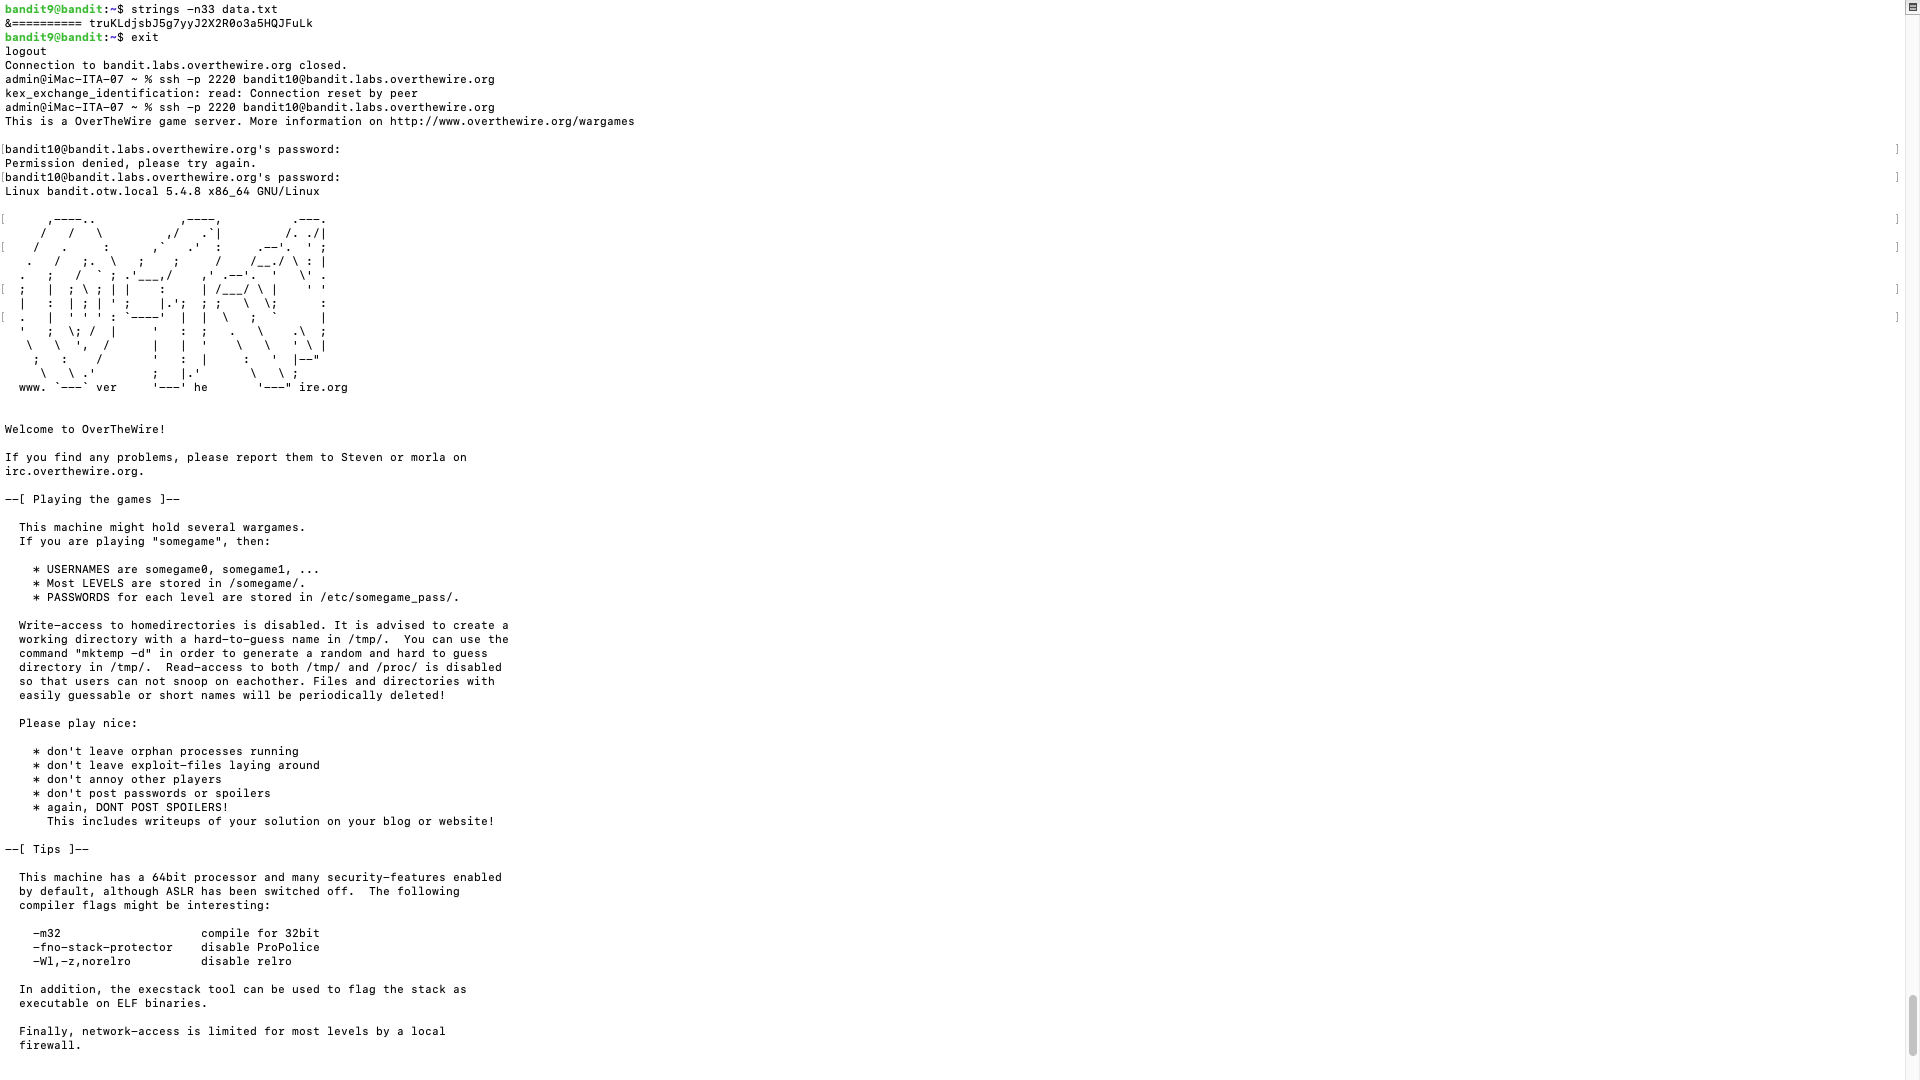 bandit9@bandit:~$ strings -n33 data.txt
&========== truKLdjsbJ5g7yyJ2X2R0o3a5HQJFuLk
bandit9@bandit:~$ exit
logout
Connection to bandit.labs.overthewire.org closed.
admin@iMac-ITA-07 ~ % ssh -p 2220 bandit10@bandit.labs.overthewire.org
kex_exchange_identification: read: Connection reset by peer
admin@iMac-ITA-07 ~ % ssh -p 2220 bandit10@bandit.labs.overthewire.org
This is a OverTheWire game server. More information on http://www.overthewire.org/wargames

bandit10@bandit.labs.overthewire.org's password:
Permission denied, please try again.
bandit10@bandit.labs.overthewire.org's password:
Linux bandit.otw.local 5.4.8 x86_64 GNU/Linux

      ,----..            ,----,          .---.
     /   /   \         ,/   .`|         /. ./|
    /   .     :      ,`   .'  :     .--'.  ' ;
   .   /   ;.  \   ;    ;     /    /__./ \ : |
  .   ;   /  ` ; .'___,/    ,' .--'.  '   \' .
  ;   |  ; \ ; | |    :     | /___/ \ |    ' '
  |   :  | ; | ' ;    |.';  ; ;   \  \;      :
  .   |  ' ' ' : `----'  |  |  \   ;  `      |
  '   ;  \; /  |     '   :  ;   .   \    .\  ;
   \   \  ',  /      |   |  '    \   \   ' \ |
    ;   :    /       '   :  |     :   '  |--"
     \   \ .'        ;   |.'       \   \ ;
  www. `---` ver     '---' he       '---" ire.org

Welcome to OverTheWire!

If you find any problems, please report them to Steven or morla on
irc.overthewire.org.

--[ Playing the games ]--

  This machine might hold several wargames.
  If you are playing "somegame", then:

    * USERNAMES are somegame0, somegame1, ...
    * Most LEVELS are stored in /somegame/.
    * PASSWORDS for each level are stored in /etc/somegame_pass/.

  Write-access to homedirectories is disabled. It is advised to create a
  working directory with a hard-to-guess name in /tmp/.  You can use the
  command "mktemp -d" in order to generate a random and hard to guess
  directory in /tmp/.  Read-access to both /tmp/ and /proc/ is disabled
  so that users can not snoop on eachother. Files and directories with
  easily guessable or short names will be periodically deleted!

  Please play nice:

    * don't leave orphan processes running
    * don't leave exploit-files laying around
    * don't annoy other players
    * don't post passwords or spoilers
    * again, DONT POST SPOILERS!
      This includes writeups of your solution on your blog or website!

--[ Tips ]--

  This machine has a 64bit processor and many security-features enabled
  by default, although ASLR has been switched off.  The following
  compiler flags might be interesting:

    -m32                    compile for 32bit
    -fno-stack-protector    disable ProPolice
    -Wl,-z,norelro          disable relro

  In addition, the execstack tool can be used to flag the stack as
  executable on ELF binaries.

  Finally, network-access is limited for most levels by a local
  firewall.